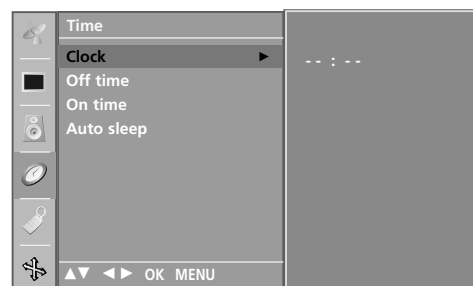 Time
Clock ► -- : --
Off time
On time
Auto sleep
▲▼ ◄► OK MENU